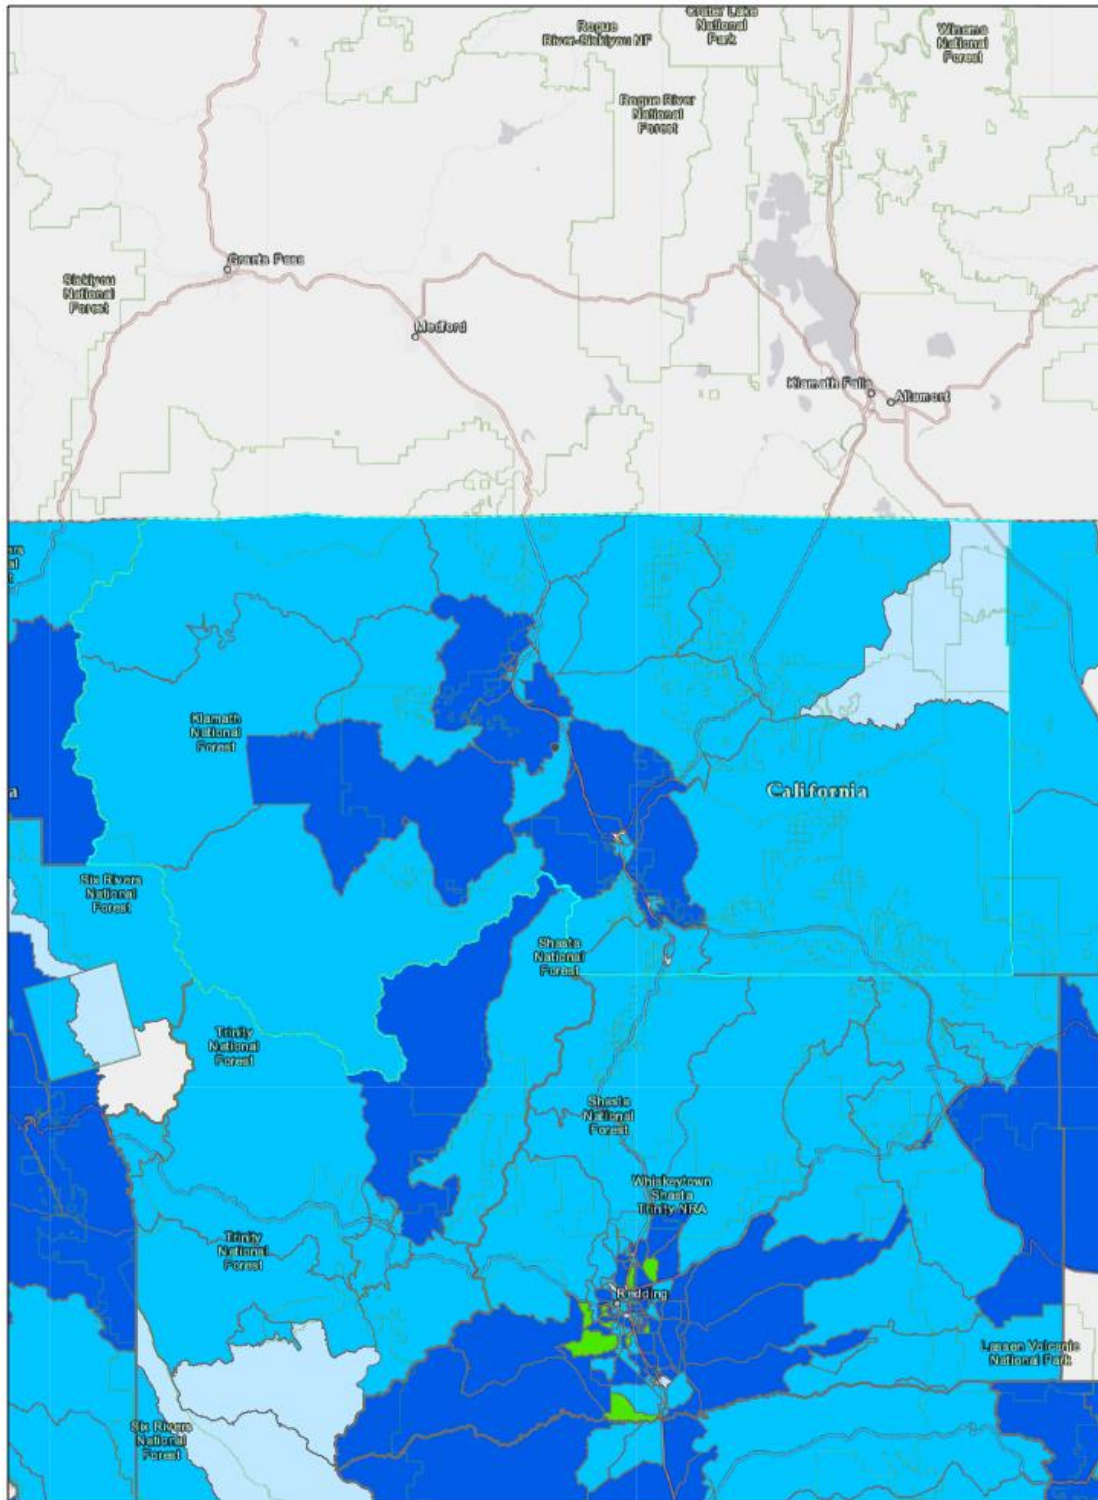 Rogue
River-Siskiyou NF
Crater Lake
National
Park
Winema
National
Forest
Rogue River
National
Forest
Grants Pass
Siskiyou
National
Forest
Medford
Klamath Falls
Altamont
Klamath
National
Forest
a
California
Six Rivers
National
Forest
Shasta
National
Forest
Trinity
National
Forest
Shasta
National
Forest
Whiskeytown
Shasta
Trinity NRA
Trinity
National
Forest
Redding
Lassen Volcanic
National Park
Six Rivers
National
Forest